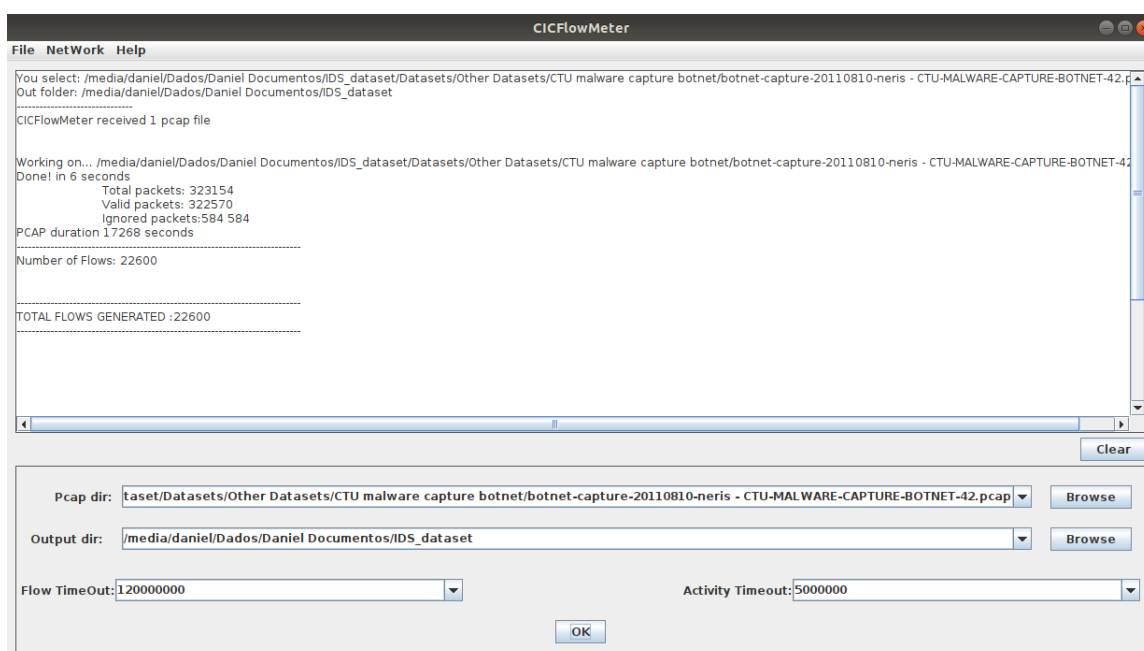 CICFlowMeter
File NetWork Help
You select: /media/daniel/Dados/Daniel Documentos/IDS_dataset/Datasets/Other Datasets/CTU malware capture botnet/botnet-capture-20110810-neris - CTU-MALWARE-CAPTURE-BOTNET-42.p
Out folder: /media/daniel/Dados/Daniel Documentos/IDS_dataset
-------------------------------
CICFlowMeter received 1 pcap file
Working on... /media/daniel/Dados/Daniel Documentos/IDS_dataset/Datasets/Other Datasets/CTU malware capture botnet/botnet-capture-20110810-neris - CTU-MALWARE-CAPTURE-BOTNET-42
Done! in 6 seconds
Total packets: 323154
Valid packets: 322570
Ignored packets:584 584
PCAP duration 17268 seconds
----------------------------------------------------------------------------
Number of Flows: 22600
----------------------------------------------------------------------------
TOTAL FLOWS GENERATED :22600
----------------------------------------------------------------------------
Clear
Pcap dir: taset/Datasets/Other Datasets/CTU malware capture botnet/botnet-capture-20110810-neris - CTU-MALWARE-CAPTURE-BOTNET-42.pcap Browse
Output dir: /media/daniel/Dados/Daniel Documentos/IDS_dataset Browse
Flow TimeOut: 120000000 Activity Timeout: 5000000
OK